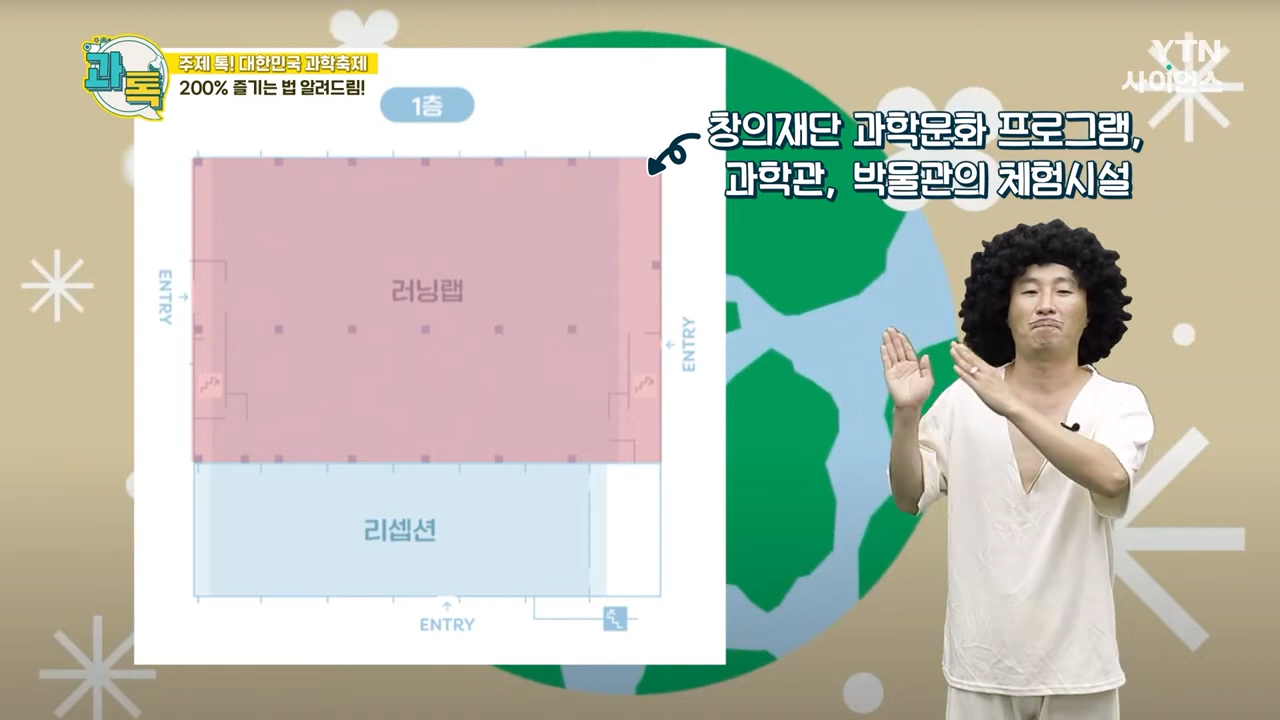 과톡
주제 톡! 대한민국 과학축제
200% 즐기는 법 알려드림!
YTN
사이언스
1층
창의재단 과학문화 프로그램,
과학관, 박물관의 체험시설
러닝랩
ENTRY
ENTRY
리셉션
ENTRY